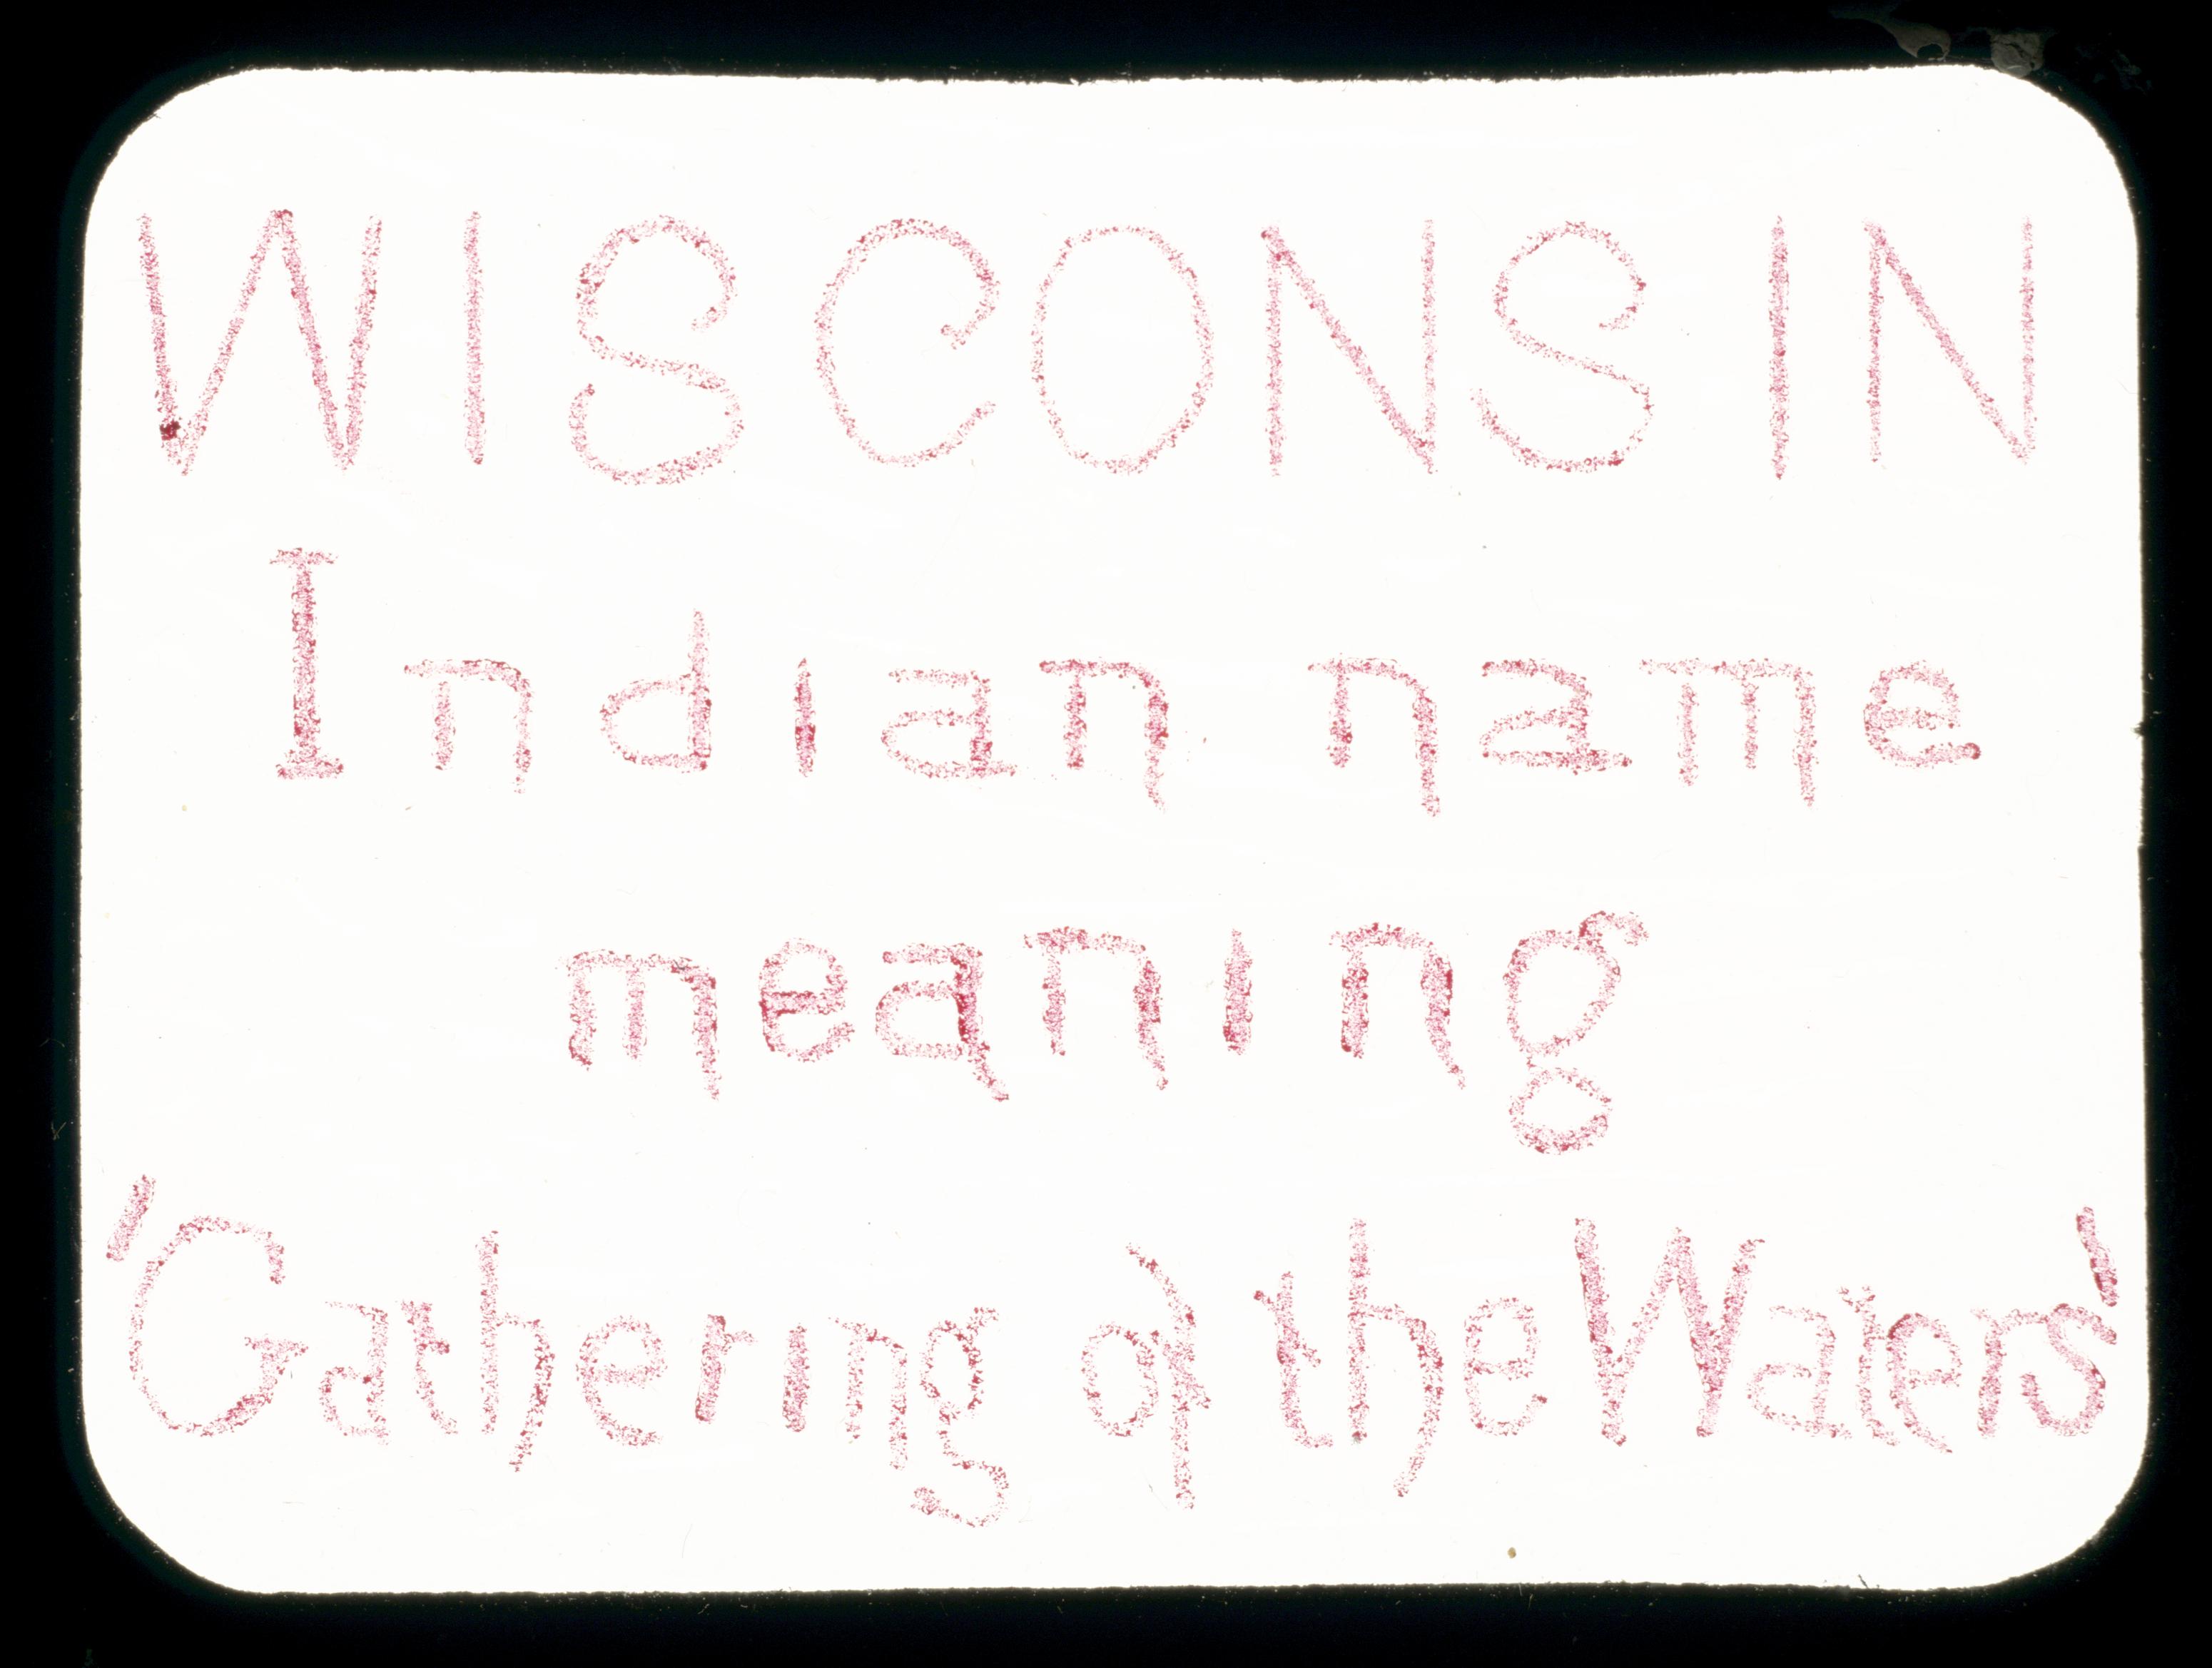 WISCONSIN
Indian name
meaning
'Gathering of the Waters'